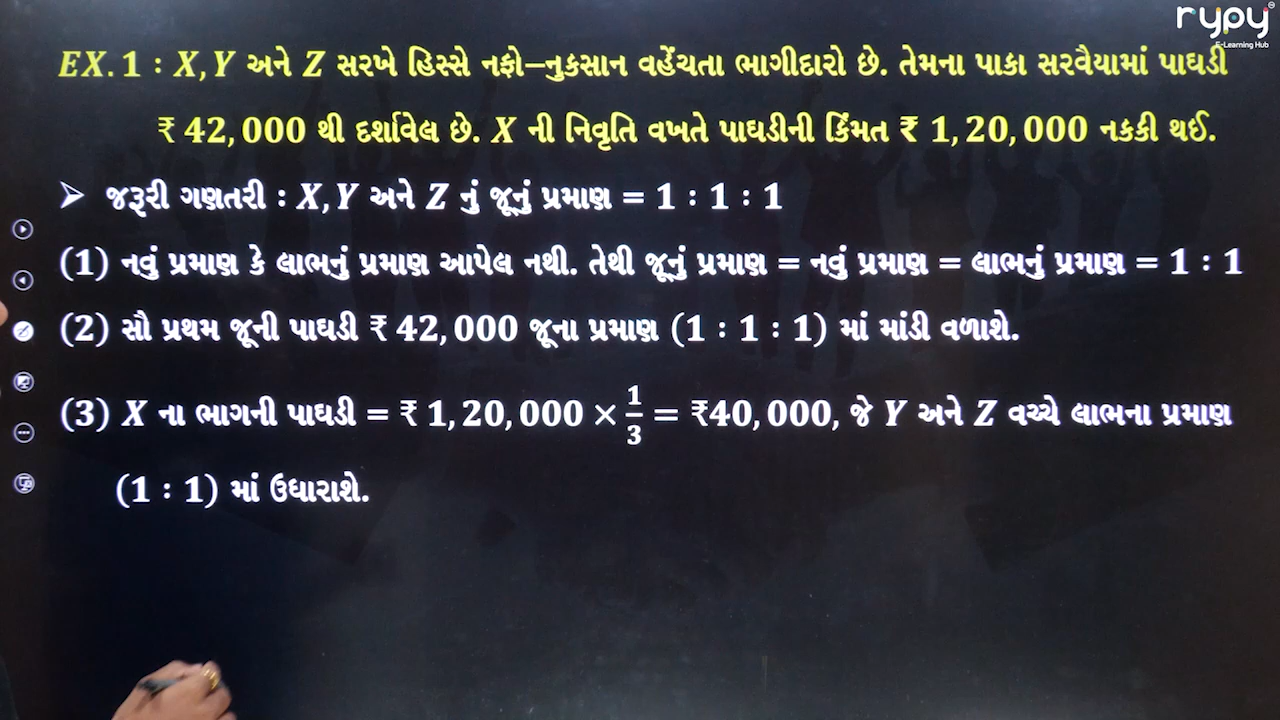 rypy
E-Learning Hub
EX. 1 : X, Y અને Z સરખે હિસ્સે નફો–નુકસાન વહેંચતા ભાગીદારો છે. તેમના પાકા સરવૈયામાં પાઘડી
₹ 42,000 થી દર્શાવેલ છે. X ની નિવૃતિ વખતે પાઘડીની કિંમત ₹ 1,20,000 નકકી થઈ.
➢ જરૂરી ગણતરી : X, Y અને Z નું જૂનું પ્રમાણ = 1 : 1 : 1
(1) નવું પ્રમાણ કે લાભનું પ્રમાણ આપેલ નથી. તેથી જૂનું પ્રમાણ = નવું પ્રમાણ = લાભનું પ્રમાણ = 1 : 1
(2) સૌ પ્રથમ જૂની પાઘડી ₹ 42,000 જૂના પ્રમાણ (1 : 1 : 1) માં માંડી વળાશે.
(3) X ના ભાગની પાઘડી = ₹ 1,20,000 × 1/3 = ₹40,000, જે Y અને Z વચ્ચે લાભના પ્રમાણ
(1 : 1) માં ઉધારાશે.